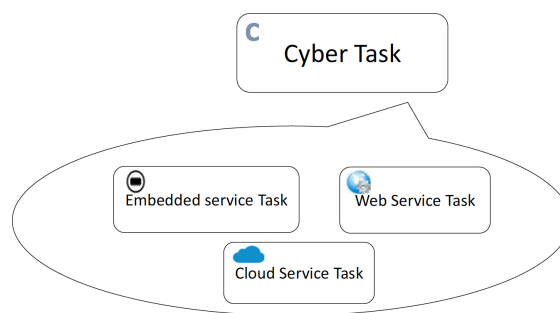 C
Cyber Task
Embedded service Task
Web Service Task
Cloud Service Task